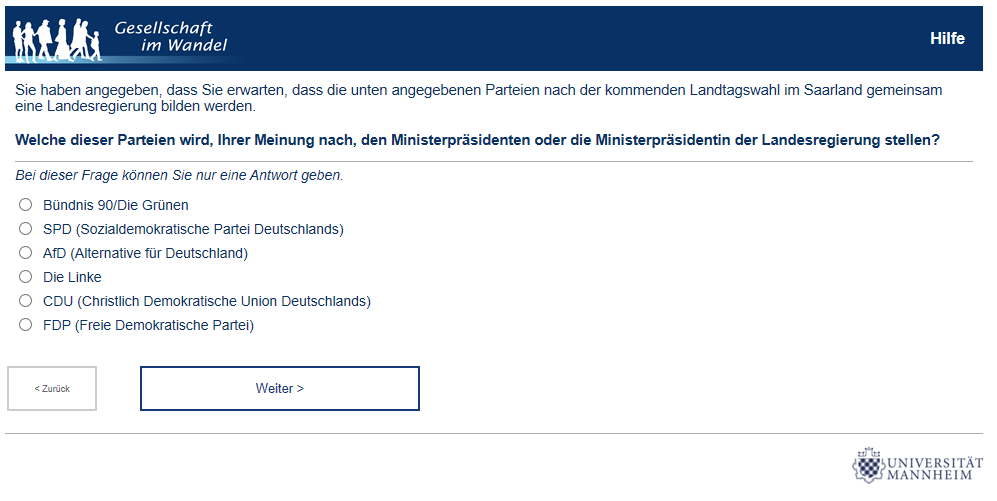 Gesellschaft
im Wandel
Hilfe
Sie haben angegeben, dass Sie erwarten, dass die unten angegebenen Parteien nach der kommenden Landtagswahl im Saarland gemeinsam
eine Landesregierung bilden werden.
Welche dieser Parteien wird, Ihrer Meinung nach, den Ministerpräsidenten oder die Ministerpräsidentin der Landesregierung stellen?
Bei dieser Frage können Sie nur eine Antwort geben.
Bündnis 90/Die Grünen
SPD (Sozialdemokratische Partei Deutschlands)
AfD (Alternative für Deutschland)
Die Linke
CDU (Christlich Demokratische Union Deutschlands)
FDP (Freie Demokratische Partei)
< Zurück
Weiter >
UNIVERSITÄT
MANNHEIM